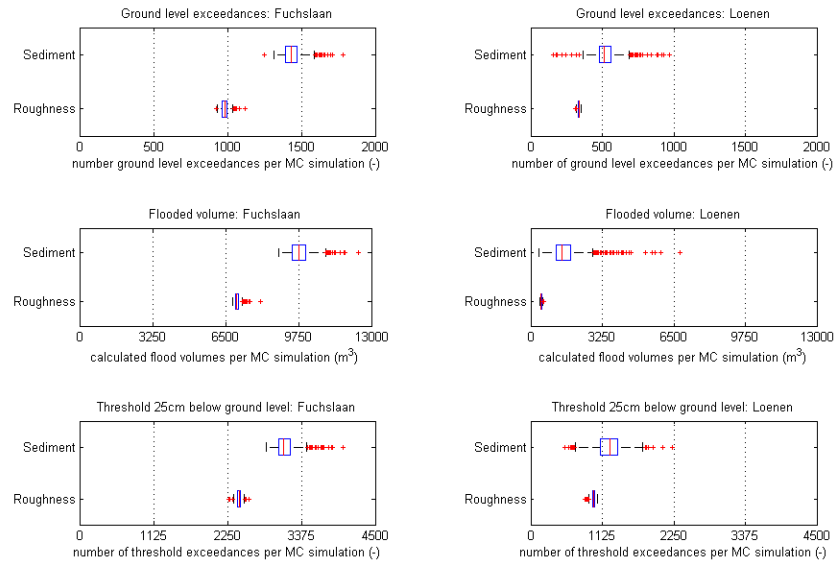 Ground level exceedances: Fuchslaan
Sediment
Roughness
0 500 1000 1500 2000
number ground level exceedances per MC simulation (-)
Ground level exceedances: Loenen
Sediment
Roughness
0 500 1000 1500 2000
number of ground level exceedances per MC simulation (-)
Flooded volume: Fuchslaan
Sediment
Roughness
0 3250 6500 9750 13000
calculated flood volumes per MC simulation (m³)
Flooded volume: Loenen
Sediment
Roughness
0 3250 6500 9750 13000
calculated flood volumes per MC simulation (m³)
Threshold 25cm below ground level: Fuchslaan
Sediment
Roughness
0 1125 2250 3375 4500
number of threshold exceedances per MC simulation (-)
Threshold 25cm below ground level: Loenen
Sediment
Roughness
0 1125 2250 3375 4500
number of threshold exceedances per MC simulation (-)